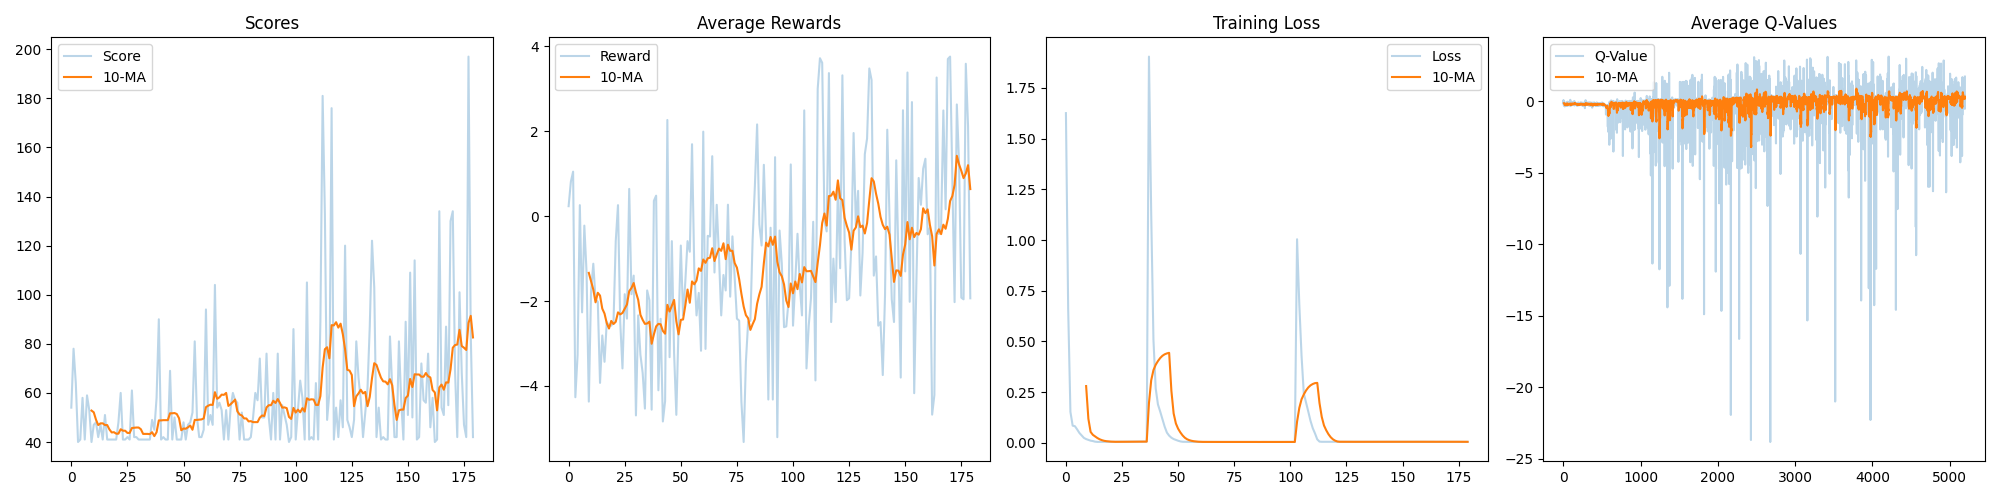 Scores
Score
10-MA
200
180
160
140
120
100
80
60
40
0 25 50 75 100 125 150 175
Average Rewards
Reward
10-MA
4
2
0
−2
−4
0 25 50 75 100 125 150 175
Training Loss
Loss
10-MA
1.75
1.50
1.25
1.00
0.75
0.50
0.25
0.00
0 25 50 75 100 125 150 175
Average Q-Values
Q-Value
10-MA
0
−5
−10
−15
−20
−25
0 1000 2000 3000 4000 5000